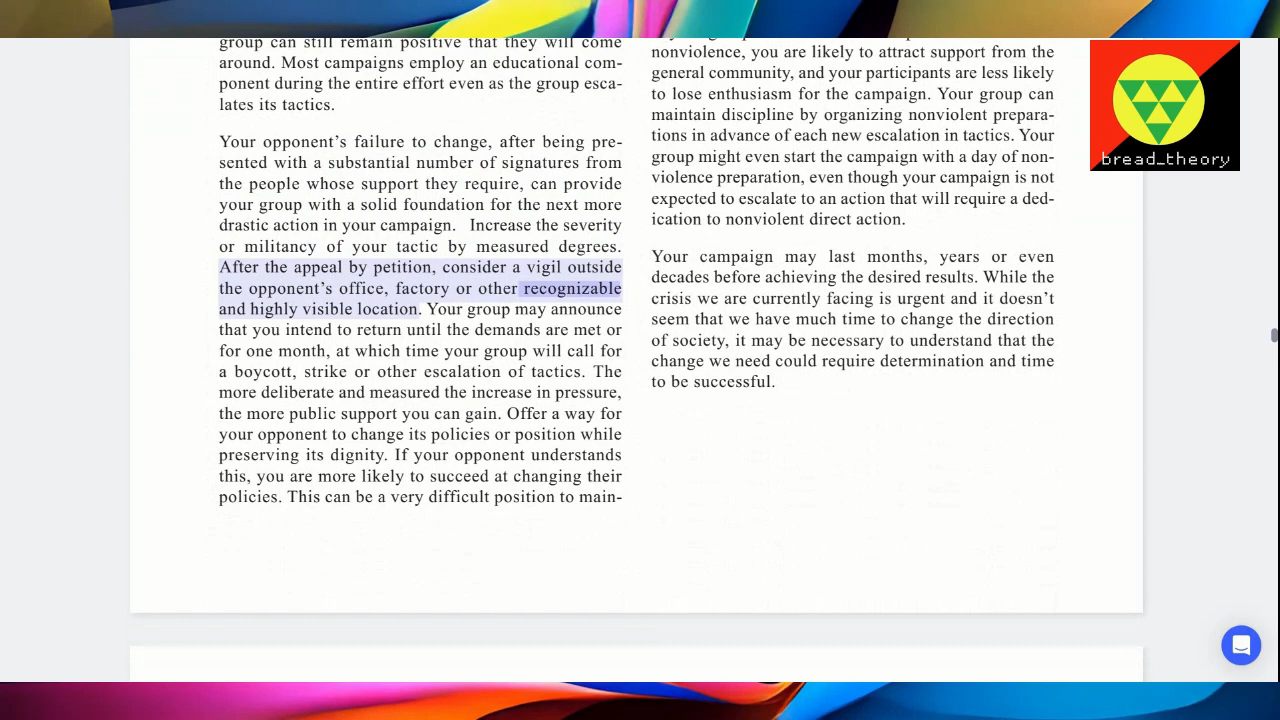 group can still remain positive that they will come
around. Most campaigns employ an educational com-
ponent during the entire effort even as the group esca-
lates its tactics.
Your opponent's failure to change, after being pre-
sented with a substantial number of signatures from
the people whose support they require, can provide
your group with a solid foundation for the next more
drastic action in your campaign. Increase the severity
or militancy of your tactic by measured degrees.
After the appeal by petition, consider a vigil outside
the opponent's office, factory or other recognizable
and highly visible location. Your group may announce
that you intend to return until the demands are met or
for one month, at which time your group will call for
a boycott, strike or other escalation of tactics. The
more deliberate and measured the increase in pressure,
the more public support you can gain. Offer a way for
your opponent to change its policies or position while
preserving its dignity. If your opponent understands
this, you are more likely to succeed at changing their
policies. This can be a very difficult position to main-
nonviolence, you are likely to attract support from the
general community, and your participants are less likely
to lose enthusiasm for the campaign. Your group can
maintain discipline by organizing nonviolent prepara-
tions in advance of each new escalation in tactics. Your
group might even start the campaign with a day of non-
violence preparation, even though your campaign is not
expected to escalate to an action that will require a ded-
ication to nonviolent direct action.
Your campaign may last months, years or even
decades before achieving the desired results. While the
crisis we are currently facing is urgent and it doesn't
seem that we have much time to change the direction
of society, it may be necessary to understand that the
change we need could require determination and time
to be successful.
bread_theory